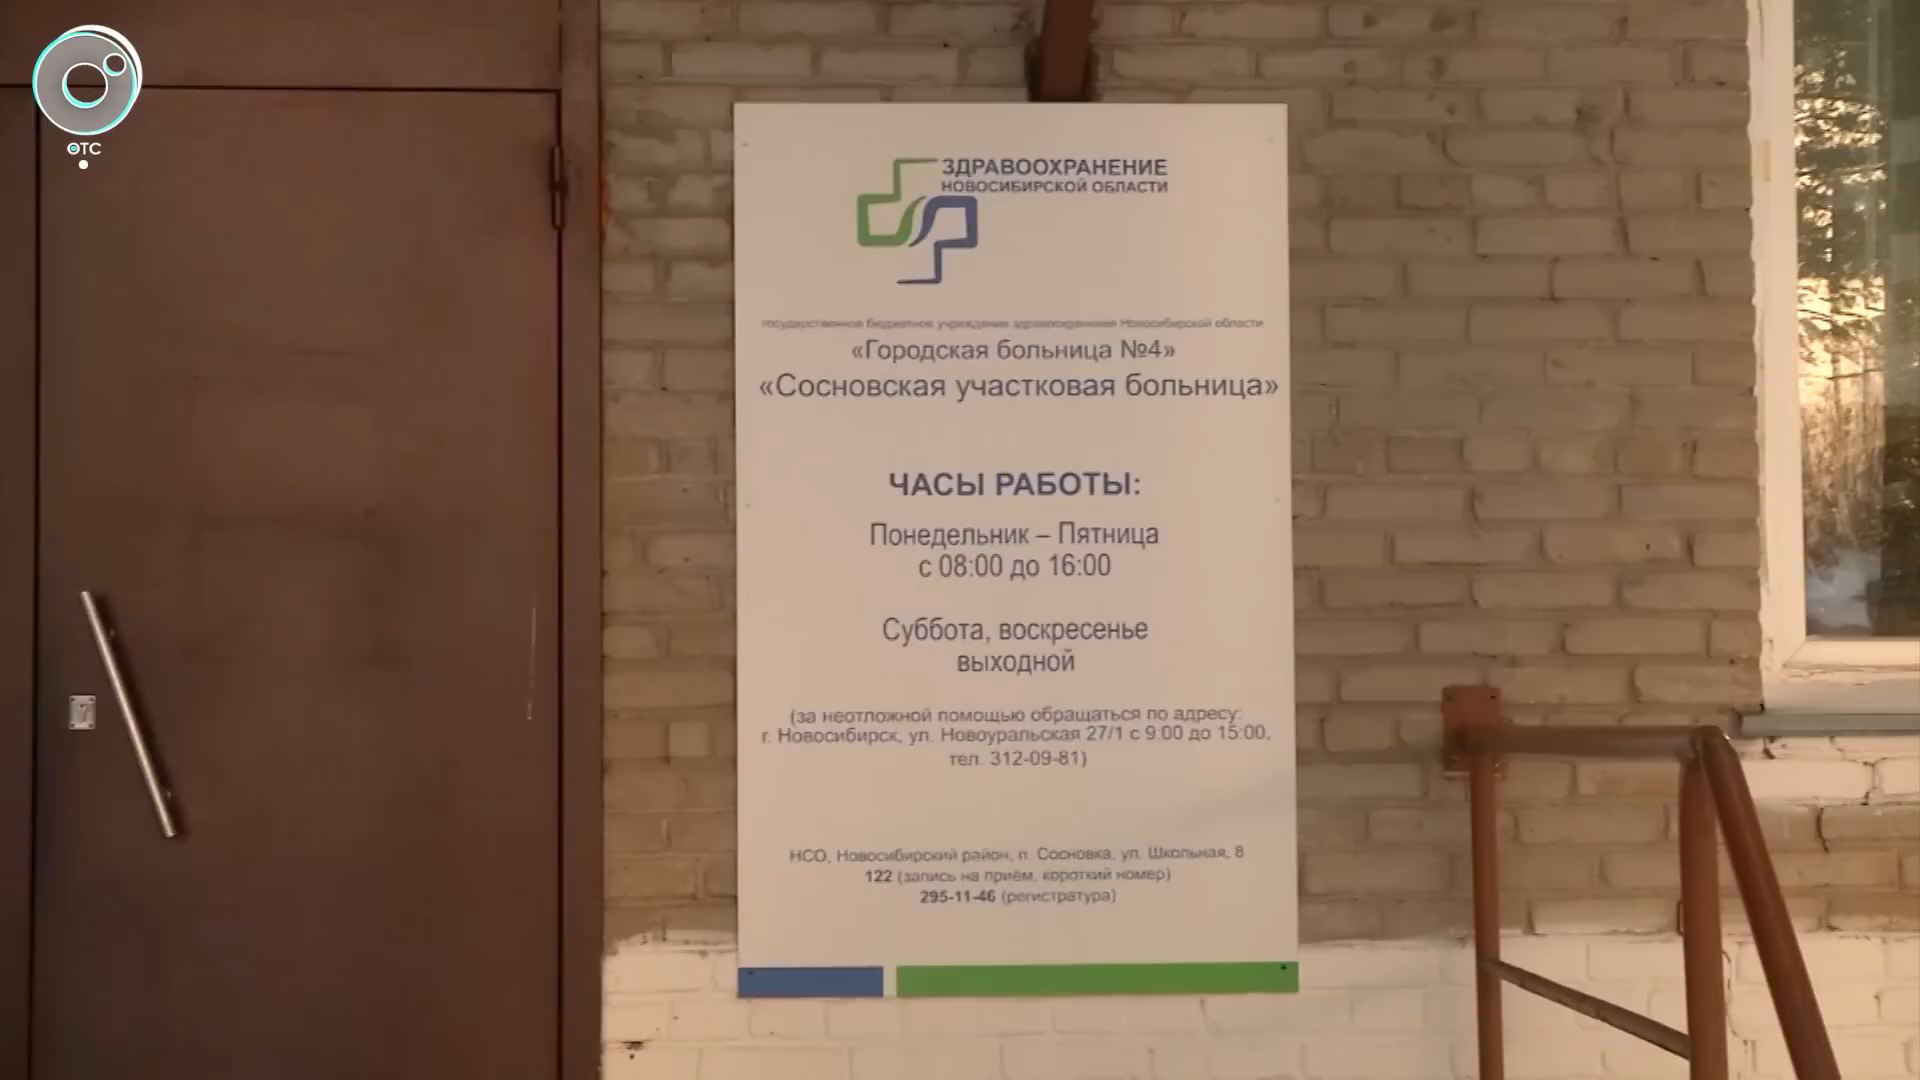 ОТС
ЗДРАВООХРАНЕНИЕ
НОВОСИБИРСКОЙ ОБЛАСТИ
государственное бюджетное учреждение здравоохранения Новосибирской области
«Городская больница №4»
«Сосновская участковая больница»
ЧАСЫ РАБОТЫ:
Понедельник – Пятница
с 08:00 до 16:00
Суббота, воскресенье
выходной
(за неотложной помощью обращаться по адресу:
г. Новосибирск, ул. Новоуральская 27/1 с 9:00 до 15:00,
тел. 312-09-81)
НСО, Новосибирский район, п. Сосновка, ул. Школьная, 8
122 (запись на приём, короткий номер)
295-11-46 (регистратура)